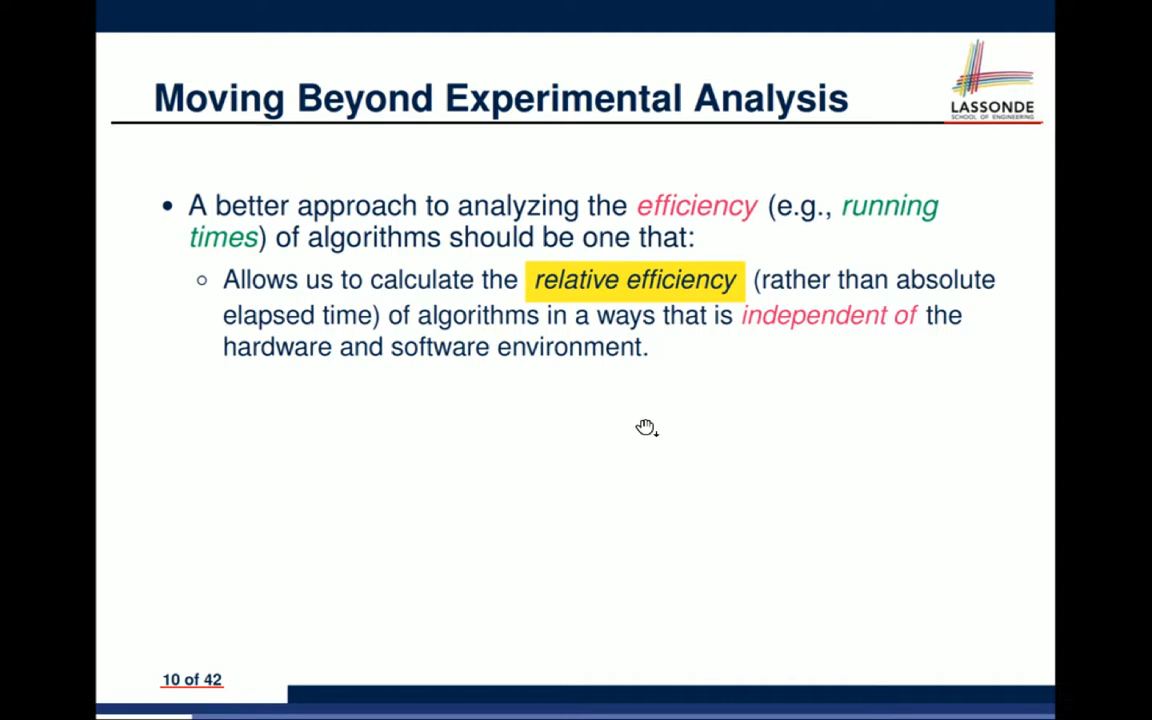 Moving Beyond Experimental Analysis
LASSONDE
SCHOOL OF ENGINEERING
• A better approach to analyzing the efficiency (e.g., running
times) of algorithms should be one that:
○ Allows us to calculate the relative efficiency (rather than absolute
elapsed time) of algorithms in a ways that is independent of the
hardware and software environment.
10 of 42